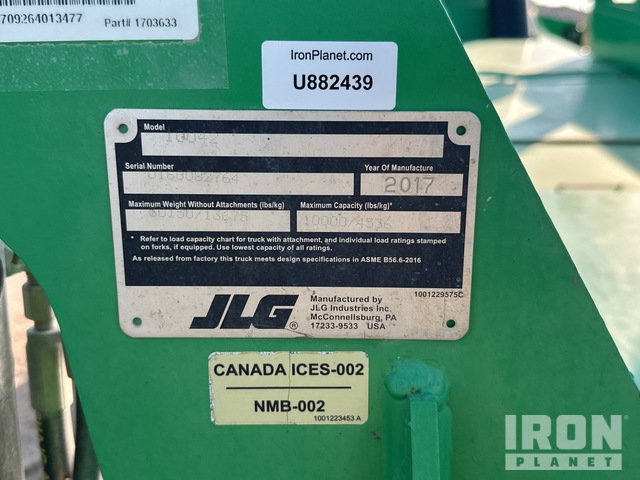 709264013477 Part# 1703633
IronPlanet.com
U882439
Model
10042
Serial Number
0160082764
Year Of Manufacture
2017
Maximum Weight Without Attachments (lbs/kg)
Maximum Capacity (lbs/kg)*
10000/4536
* Refer to load capacity chart for truck with attachment, and individual load ratings stamped
on forks, if equipped. Use lowest capacity of all ratings.
As released from factory this truck meets design specifications in ASME B56.6-2016
1001229575C
JLG®
Manufactured by
JLG Industries Inc.
McConnellsburg, PA
17233-9533 USA
CANADA ICES-002
NMB-002
1001223453 A
IRON
PLANET